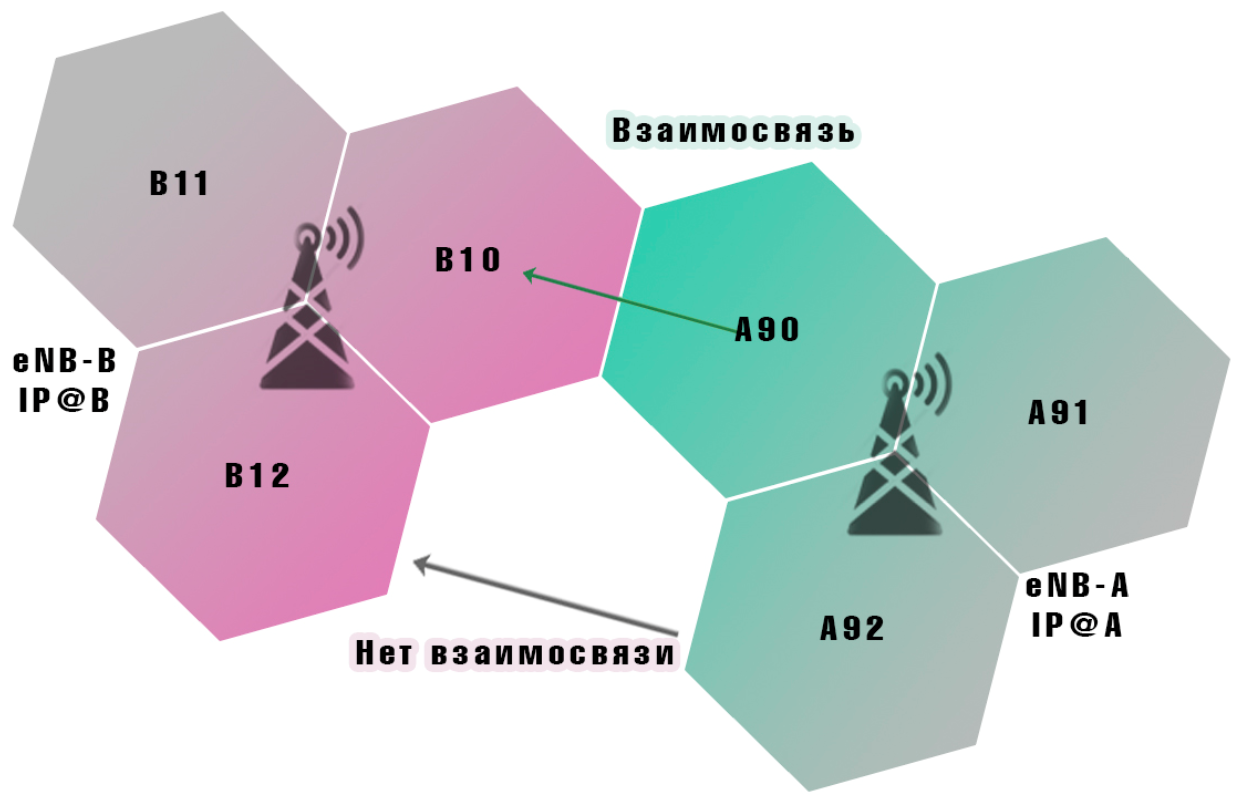 Взаимосвязь
B11
B10
A90
eNB-B
IP@B
A91
B12
eNB-A
IP@A
A92
Нет взаимосвязи